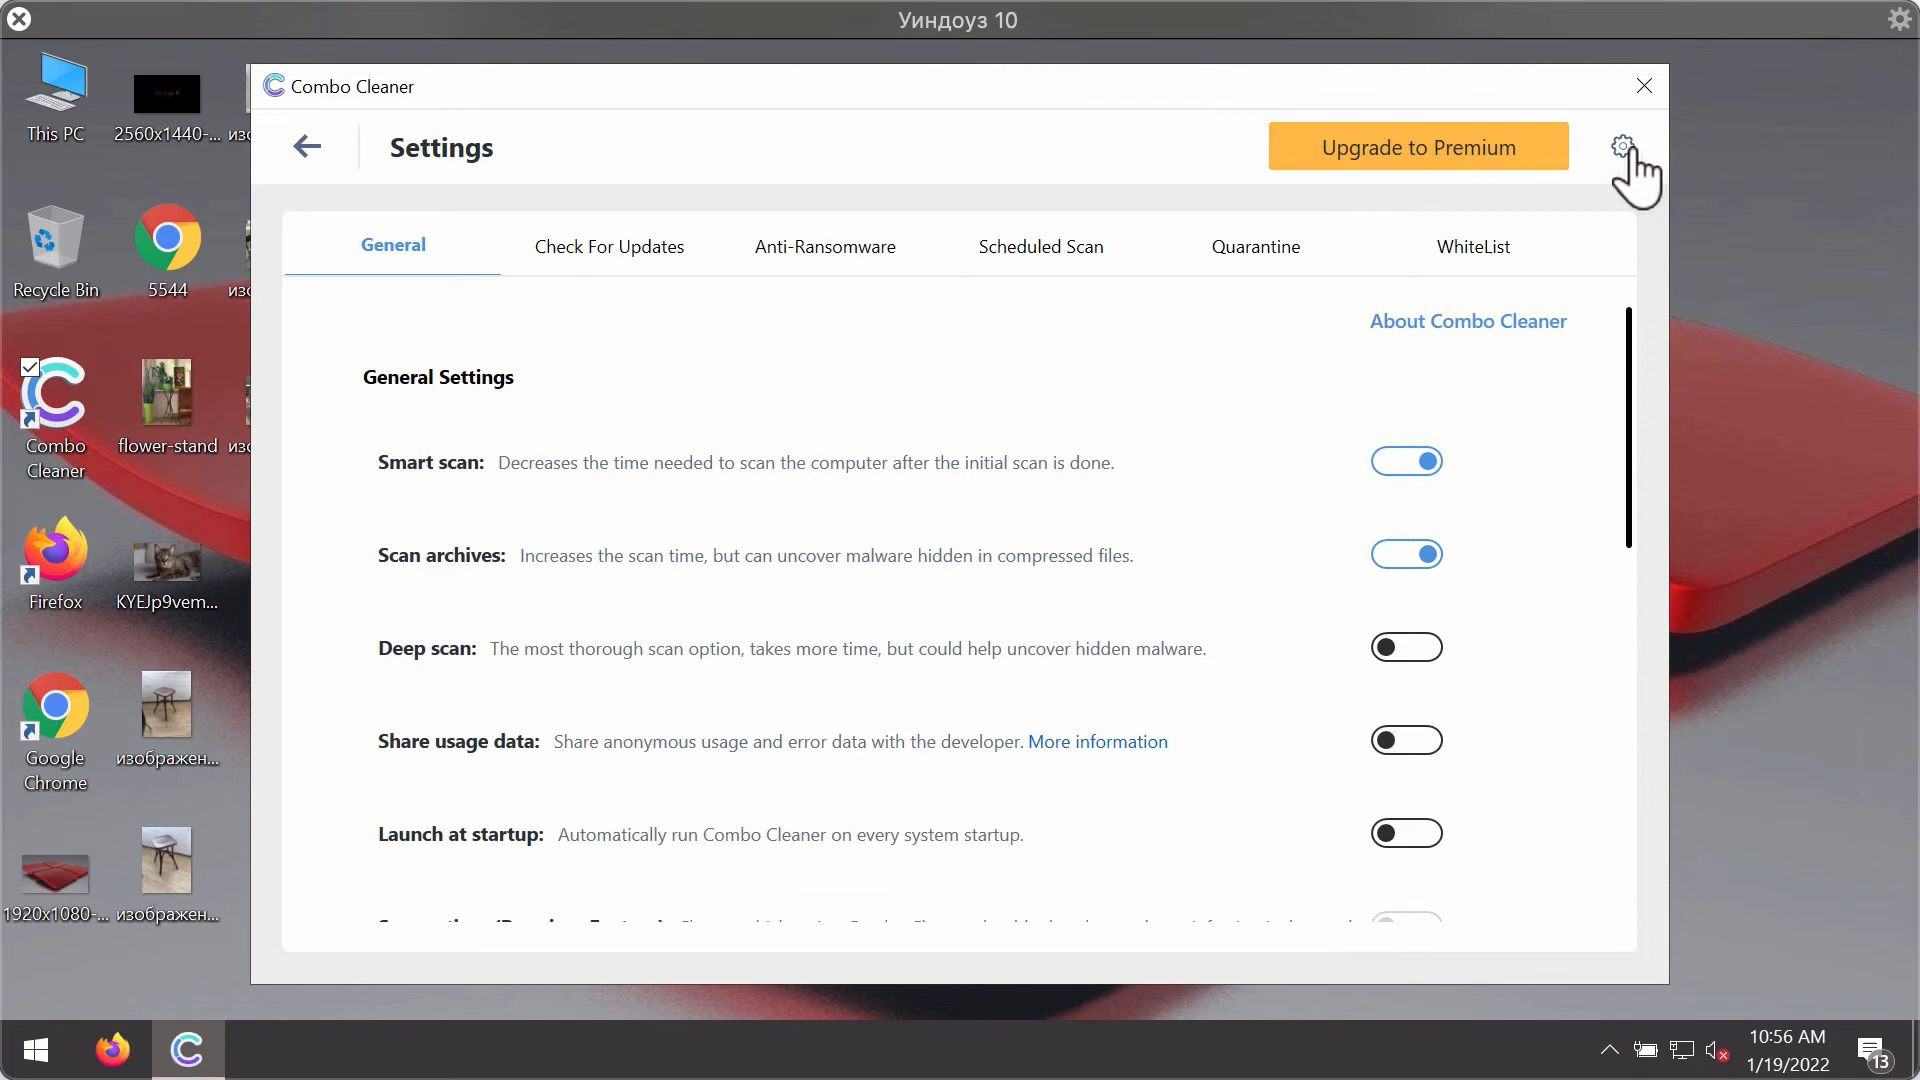 Уиндоуз 10
This PC
2560x1440-...
Recycle Bin
5544
Combo
Cleaner
flower-stand
Firefox
KYEJp9vem...
Google
Chrome
изображен...
1920x1080-...
изображен...
Combo Cleaner
Settings
Upgrade to Premium
General
Check For Updates
Anti-Ransomware
Scheduled Scan
Quarantine
WhiteList
About Combo Cleaner
General Settings
Smart scan: Decreases the time needed to scan the computer after the initial scan is done.
Scan archives: Increases the scan time, but can uncover malware hidden in compressed files.
Deep scan: The most thorough scan option, takes more time, but could help uncover hidden malware.
Share usage data: Share anonymous usage and error data with the developer. More information
Launch at startup: Automatically run Combo Cleaner on every system startup.
10:56 AM
1/19/2022
13